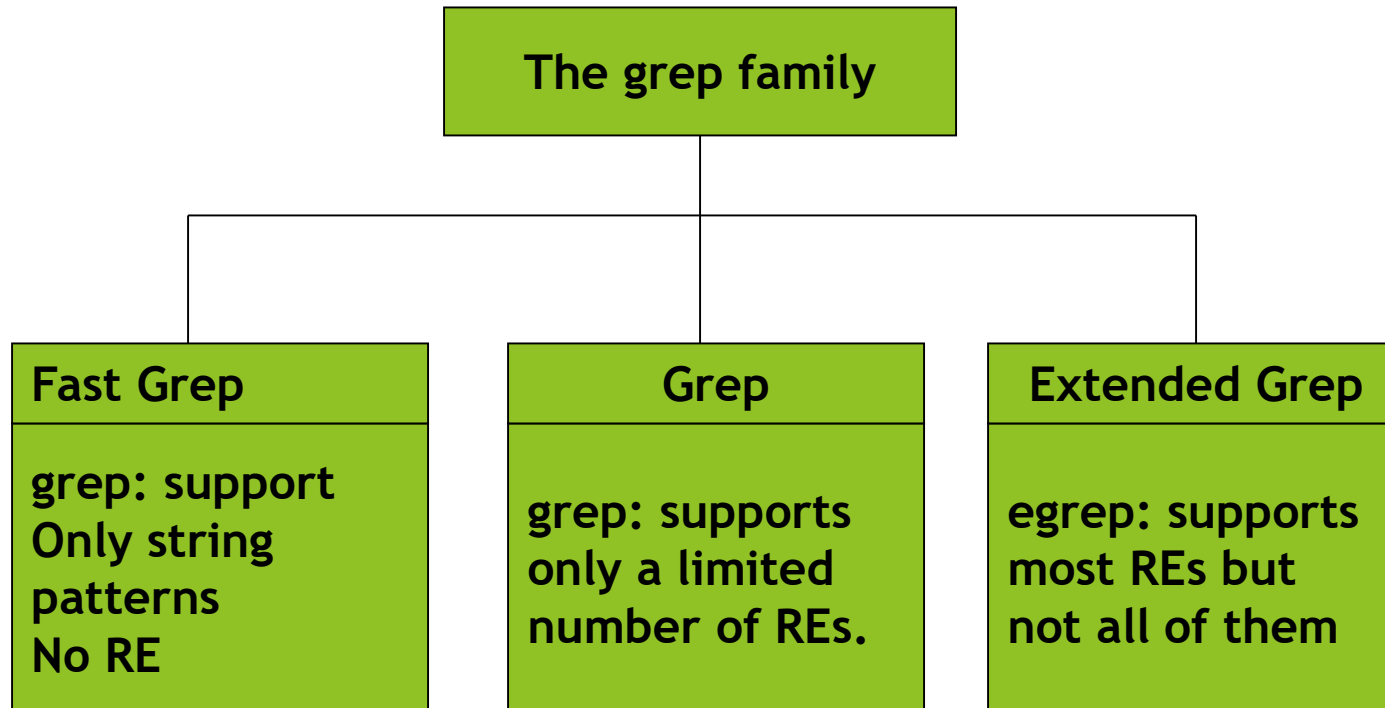 The grep family
Fast Grep
grep: support
Only string
patterns
No RE
Grep
grep: supports
only a limited
number of REs.
Extended Grep
egrep: supports
most REs but
not all of them